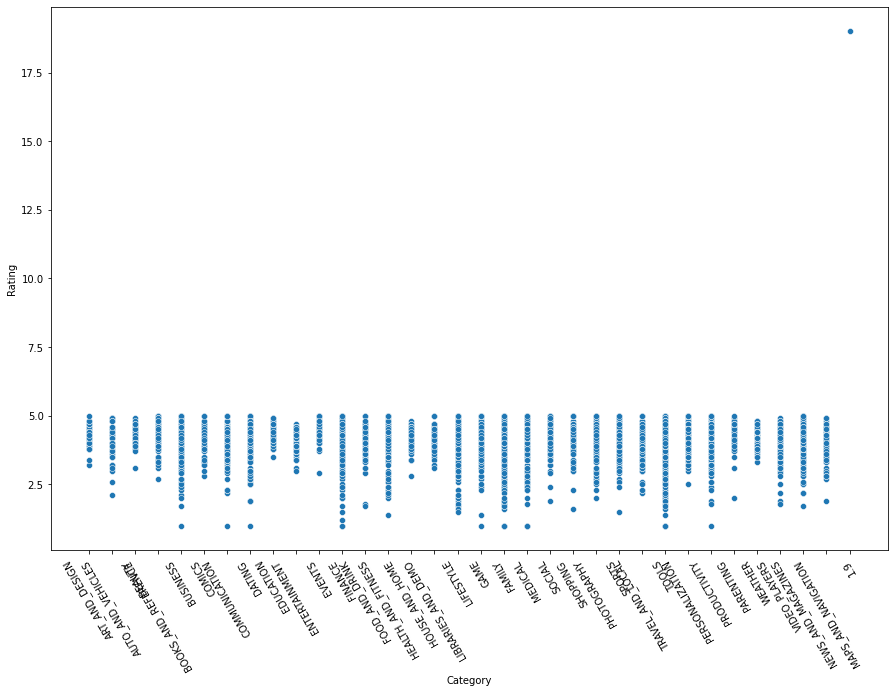 17.5
15.0
12.5
10.0
7.5
5.0
2.5
Rating
ART_AND_DESIGN
AUTO_AND_VEHICLES
BEAUTY
BOOKS_AND_REFERENCE
BUSINESS
COMICS
COMMUNICATION
DATING
EDUCATION
ENTERTAINMENT
EVENTS
FINANCE
FOOD_AND_DRINK
HEALTH_AND_FITNESS
HOUSE_AND_HOME
LIBRARIES_AND_DEMO
LIFESTYLE
GAME
FAMILY
MEDICAL
SOCIAL
SHOPPING
PHOTOGRAPHY
SPORTS
TRAVEL_AND_LOCAL
TOOLS
PERSONALIZATION
PRODUCTIVITY
PARENTING
WEATHER
VIDEO_PLAYERS
NEWS_AND_MAGAZINES
MAPS_AND_NAVIGATION
1.9
Category